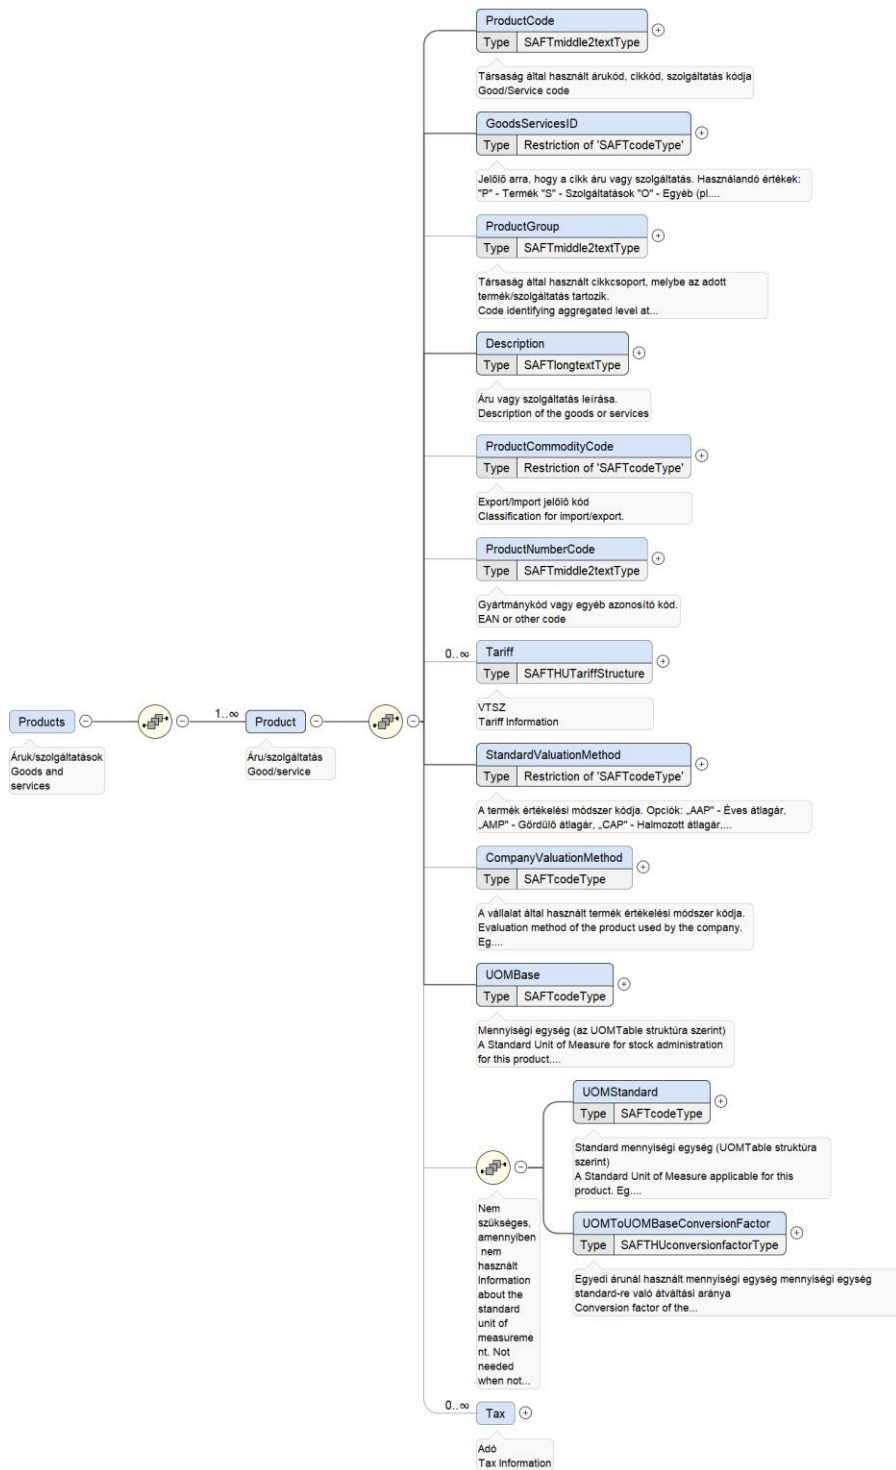 ProductCode
Type SAFTmiddle2textType
Társaság által használt árukód, cikkód, szolgáltatás kódja
Good/Service code
GoodsServicesID
Type Restriction of 'SAFTcodeType'
Jelölő arra, hogy a cikk áru vagy szolgáltatás. Használandó értékek:
"P" - Termék "S" - Szolgáltatások "O" - Egyéb (pl....
ProductGroup
Type SAFTmiddle2textType
Társaság által használt cikkcsoport, melybe az adott
termék/szolgáltatás tartozik.
Code identifying aggregated level at...
Description
Type SAFTlongtextType
Áru vagy szolgáltatás leírása.
Description of the goods or services
ProductCommodityCode
Type Restriction of 'SAFTcodeType'
Export/Import jelölő kód
Classification for import/export.
ProductNumberCode
Type SAFTmiddle2textType
Gyártmánykód vagy egyéb azonosító kód.
EAN or other code
0..∞
Tariff
Type SAFTHUTariffStructure
VTSZ
Tariff Information
Products
1..∞
Product
Áruk/szolgáltatások
Goods and
services
Áru/szolgáltatás
Good/service
StandardValuationMethod
Type Restriction of 'SAFTcodeType'
A termék értékelési módszer kódja. Opciók: „AAP" - Éves átlagár,
„AMP" - Gördülő átlagár, „CAP" - Halmozott átlagár,...
CompanyValuationMethod
Type SAFTcodeType
A vállalat által használt termék értékelési módszer kódja.
Evaluation method of the product used by the company.
Eg....
UOMBase
Type SAFTcodeType
Mennyiségi egység (az UOMTable struktúra szerint)
A Standard Unit of Measure for stock administration
for this product....
UOMStandard
Type SAFTcodeType
Standard mennyiségi egység (UOMTable struktúra
szerint)
A Standard Unit of Measure applicable for this
product. Eg....
Nem
szükséges,
amennyiben
nem
használt
Information
about the
standard
unit of
measureme
nt. Not
needed
when not...
UOMToUOMBaseConversionFactor
Type SAFTHUconversionfactorType
Egyedi árunál használt mennyiségi egység mennyiségi egység
standard-re való átváltási aránya
Conversion factor of the...
0..∞
Tax
Adó
Tax Information